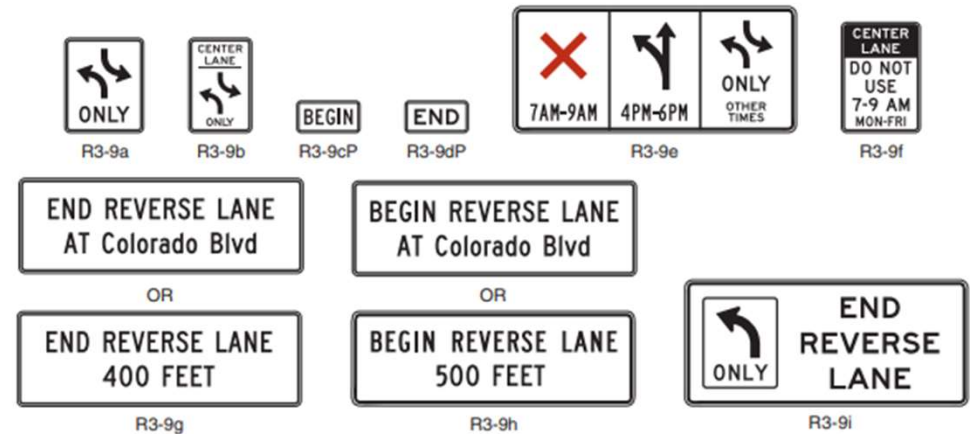 ONLY
R3-9a
CENTER
LANE
ONLY
R3-9b
BEGIN
R3-9cP
END
R3-9dP
7AM-9AM
4PM-6PM
ONLY
OTHER
TIMES
R3-9e
CENTER
LANE
DO NOT
USE
7-9 AM
MON-FRI
R3-9f
END REVERSE LANE
AT Colorado Blvd
OR
END REVERSE LANE
400 FEET
R3-9g
BEGIN REVERSE LANE
AT Colorado Blvd
OR
BEGIN REVERSE LANE
500 FEET
R3-9h
ONLY
END
REVERSE
LANE
R3-9i